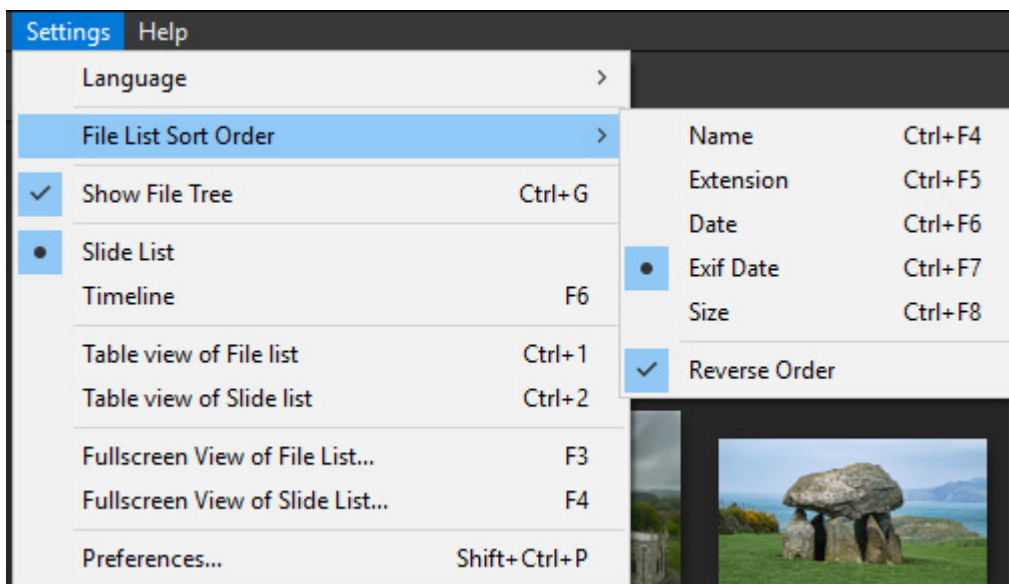 Settings Help
Language
File List Sort Order
Show File Tree Ctrl+G
Slide List
Timeline F6
Table view of File list Ctrl+1
Table view of Slide list Ctrl+2
Fullscreen View of File List... F3
Fullscreen View of Slide List... F4
Preferences... Shift+Ctrl+P
Name Ctrl+F4
Extension Ctrl+F5
Date Ctrl+F6
Exif Date Ctrl+F7
Size Ctrl+F8
Reverse Order